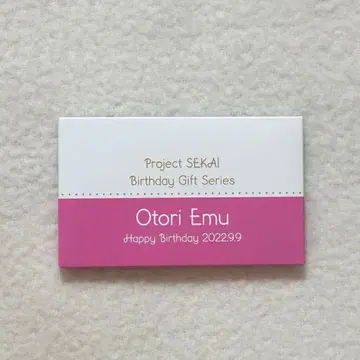 Project SEKAI
Birthday Gift Series
Otori Emu
Happy Birthday 2022.9.9